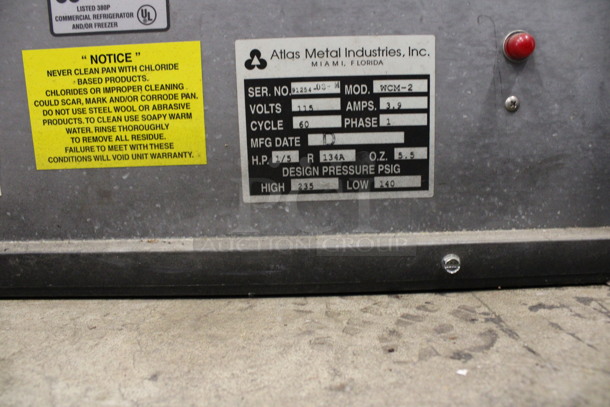 LISTED 580P
COMMERCIAL REFRIGERATOR
AND/OR FREEZER
UL
" NOTICE "
NEVER CLEAN PAN WITH CHLORIDE
BASED PRODUCTS.
CHLORIDES OR IMPROPER CLEANING
COULD SCAR, MARK AND/OR CORRODE PAN.
DO NOT USE STEEL WOOL OR ABRASIVE
PRODUCTS. TO CLEAN USE SOAPY WARM
WATER. RINSE THOROUGHLY
TO REMOVE ALL RESIDUE.
FAILURE TO MEET WITH THESE
CONDITIONS WILL VOID UNIT WARRANTY.
Atlas Metal Industries, Inc.
MIAMI, FLORIDA
SER. NO. MOD. WCM-2
VOLTS 115 AMPS. 3.9
CYCLE 60 PHASE 1
MFG DATE
H.P. 1/5 R 134A O.Z. 5.5
DESIGN PRESSURE PSIG
HIGH 235 LOW 140
AUCTION GROUP